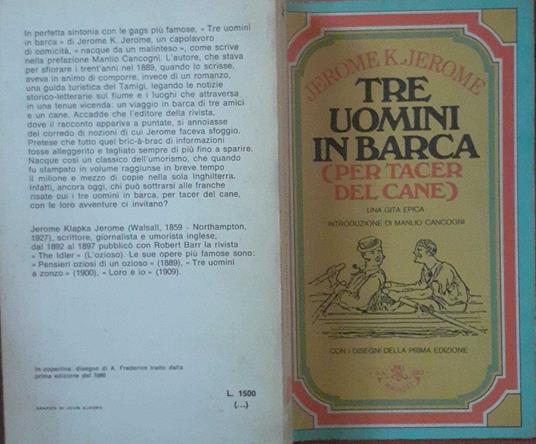 In perfetta sintonia con le gags più famose, « Tre uomini
in barca » di Jerome K. Jerome, un capolavoro
di comicità, « nacque da un malinteso », come scrive
nella prefazione Manlio Cancogni. L'autore, che stava
per sfiorare i trent'anni nel 1889, quando lo scrisse,
aveva in animo di comporre, invece di un romanzo,
una guida turistica del Tamigi, legando le notizie
storico-letterarie sul fiume e i luoghi che attraversa
in una tenue vicenda: un viaggio in barca di tre amici
e un cane. Accadde che l'editore della rivista,
dove il racconto appariva a puntate, si annoiasse
del corredo di nozioni di cui Jerome faceva sfoggio.
Pretese che tutto quel bric-à-brac di informazioni
fosse alleggerito e tagliato sempre di più fino a sparire.
Nacque così un classico dell'umorismo, che quando
fu stampato in volume raggiunse in breve tempo
il milione e mezzo di copie nella sola Inghilterra.
Infatti, ancora oggi, chi può sottrarsi alle franche
risate cui i tre uomini in barca, per tacer del cane,
con le loro avventure ci invitano?
Jerome Klapka Jerome (Walsall, 1859 - Northampton,
1927), scrittore, giornalista e umorista inglese,
dal 1892 al 1897 pubblicò con Robert Barr la rivista
« The Idler » (L'ozioso). Le sue opere più famose sono:
« Pensieri oziosi di un ozioso » (1889), « Tre uomini
a zonzo » (1900), « Loro e io » (1909).
In copertina: disegno di A. Frederics tratto dalla
prima edizione del 1889
L. 1500
(...)
GRAFICA DI JOHN ALCORN
JEROME K. JEROME
TRE
UOMINI
IN BARCA
(PER TACER
DEL CANE)
UNA GITA EPICA
INTRODUZIONE DI MANLIO CANCOGNI
CON I DISEGNI DELLA PRIMA EDIZIONE